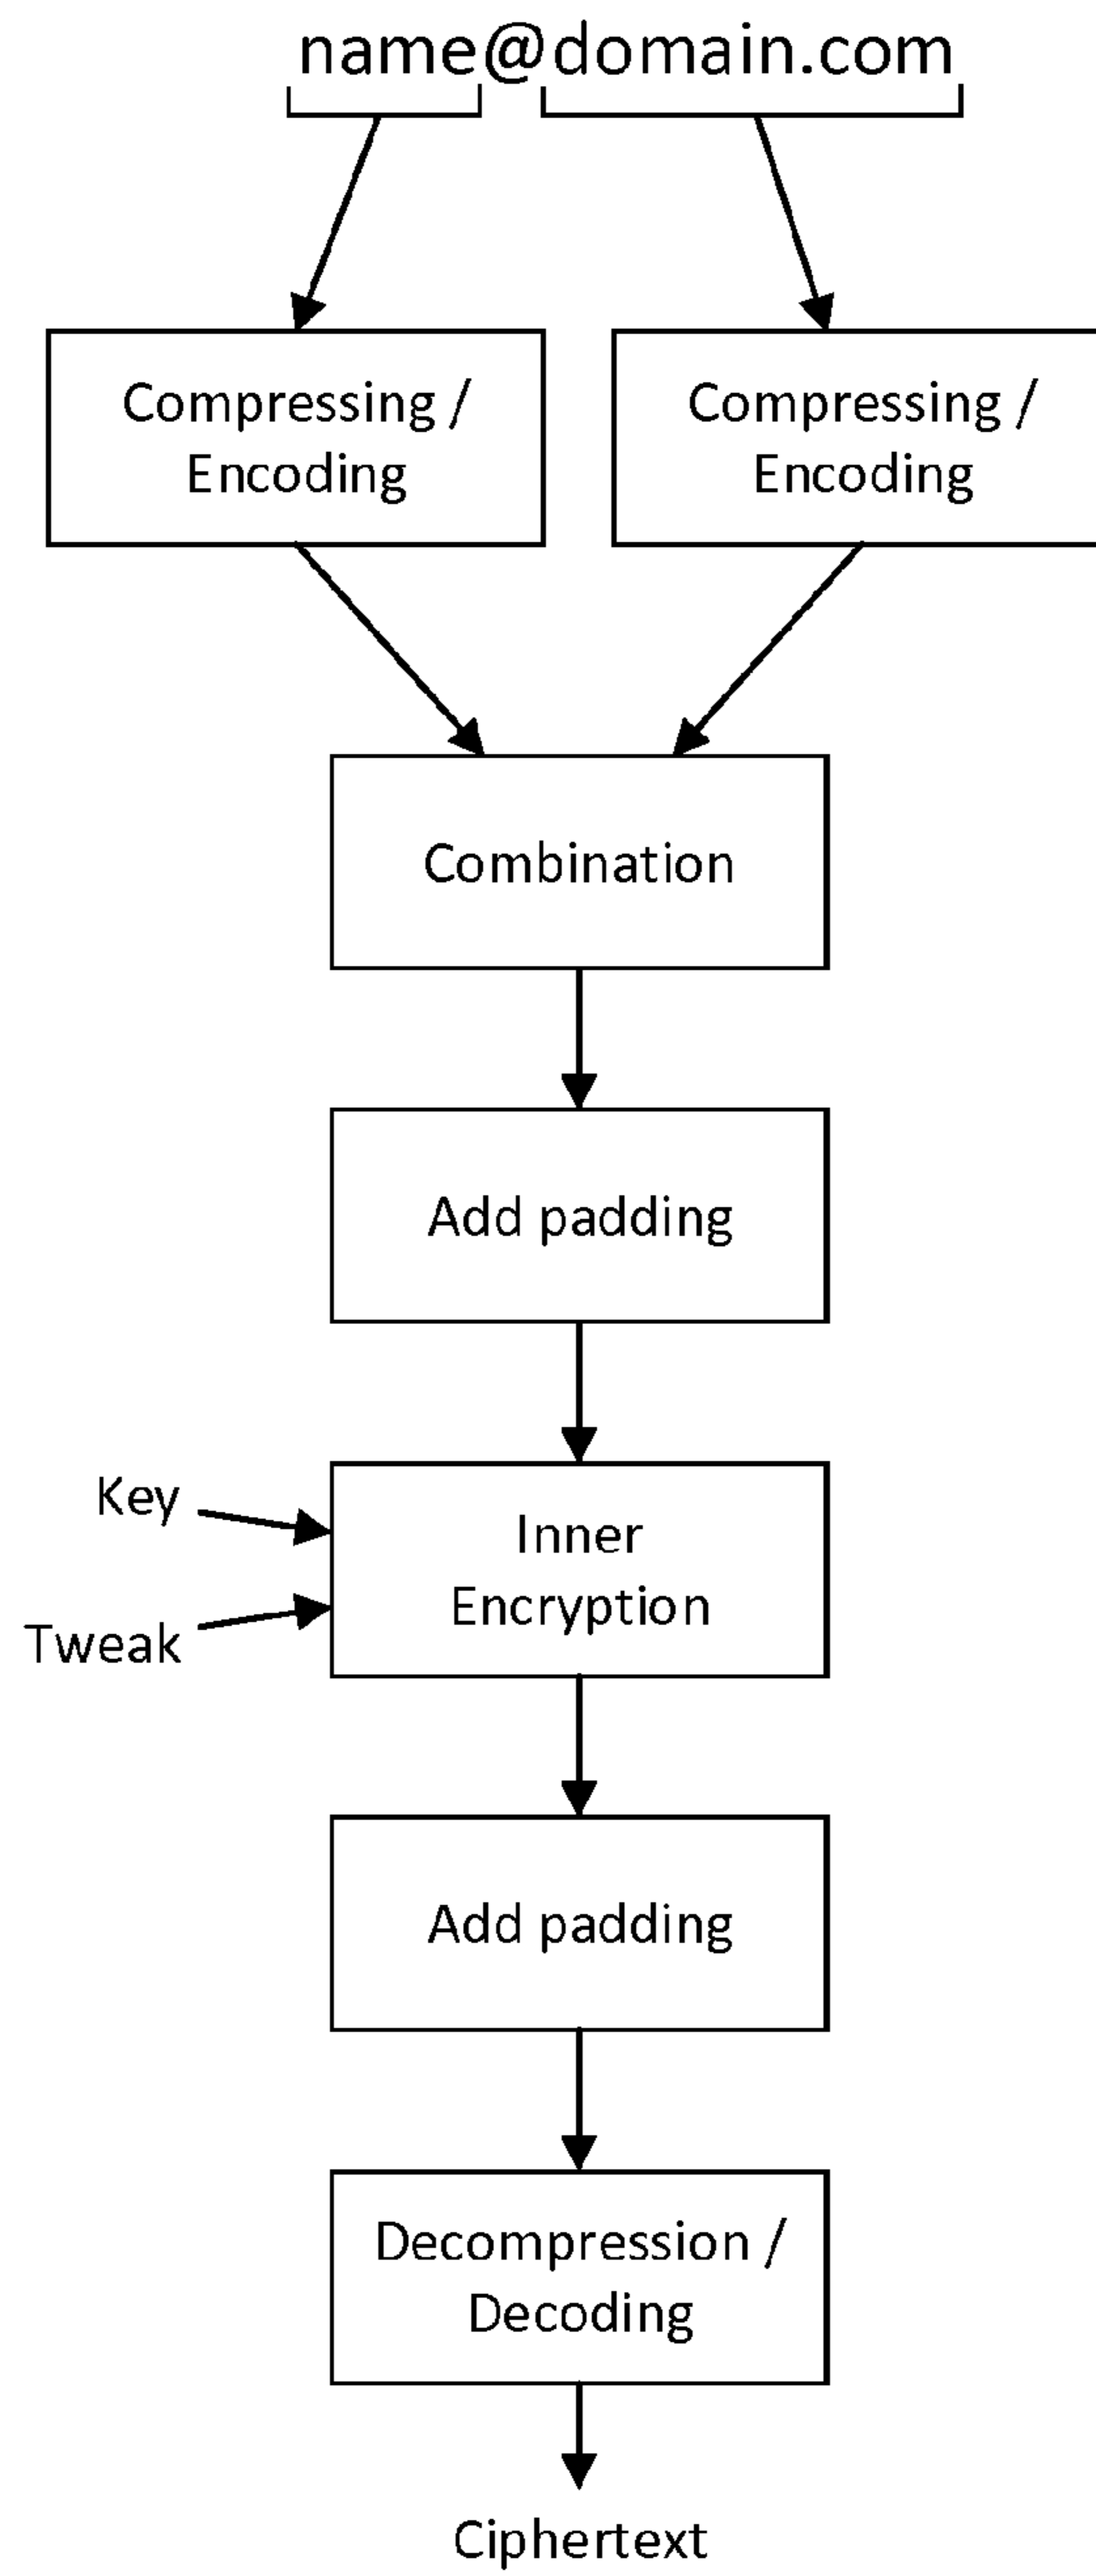 name@domain.com
Compressing /
Encoding
Compressing /
Encoding
Combination
Add padding
Key
Tweak
Inner
Encryption
Add padding
Decompression /
Decoding
Ciphertext